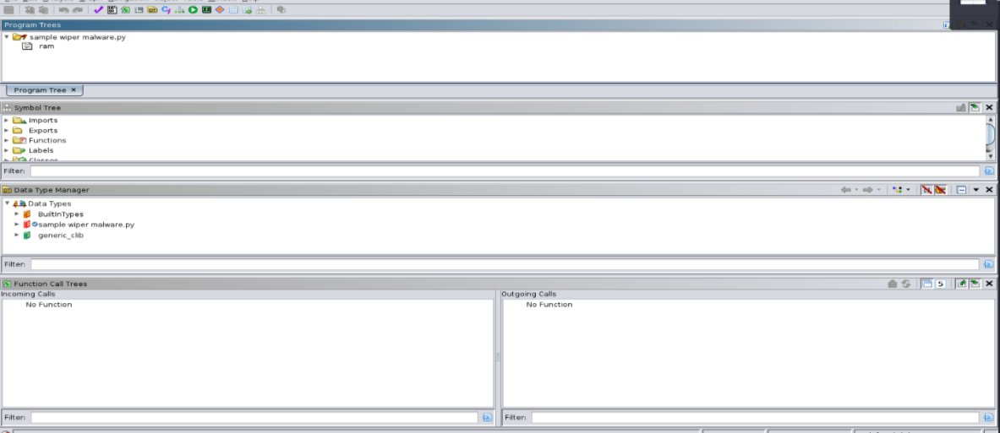 Program Trees
sample wiper malware.py
ram
Program Tree ×
Symbol Tree
Imports
Exports
Functions
Labels
Classes
Filter:
Data Type Manager
Data Types
BuiltInTypes
sample wiper malware.py
generic_clib
Filter:
Function Call Trees
Incoming Calls
No Function
Filter:
Outgoing Calls
No Function
Filter: